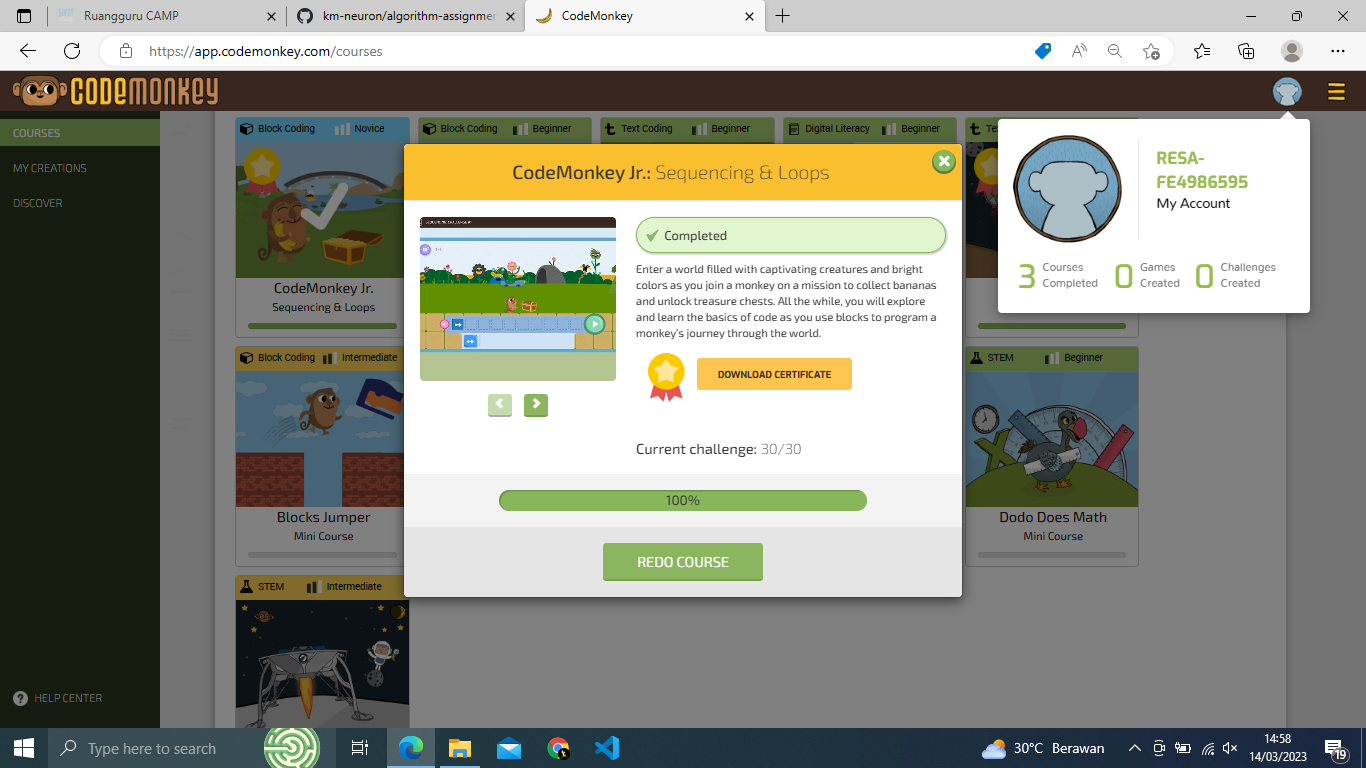 Ruangguru CAMP
km-neuron/algorithm-assignmen
CodeMonkey
https://app.codemonkey.com/courses
CODEMONKEY
COURSES
MY CREATIONS
DISCOVER
HELP CENTER
Block Coding Novice
Block Coding Beginner
Text Coding Beginner
Digital Literacy Beginner
CodeMonkey Jr.
Sequencing & Loops
Block Coding Intermediate
Blocks Jumper
Mini Course
STEM Beginner
Dodo Does Math
Mini Course
STEM Intermediate
CodeMonkey Jr.: Sequencing & Loops
Completed
Enter a world filled with captivating creatures and bright
colors as you join a monkey on a mission to collect bananas
and unlock treasure chests. All the while, you will explore
and learn the basics of code as you use blocks to program a
monkey's journey through the world.
DOWNLOAD CERTIFICATE
Current challenge: 30/30
100%
REDO COURSE
RESA-
FE4986595
My Account
3 Courses
Completed
0 Games
Created
0 Challenges
Created
Type here to search
30°C Berawan
14:58
14/03/2023
19